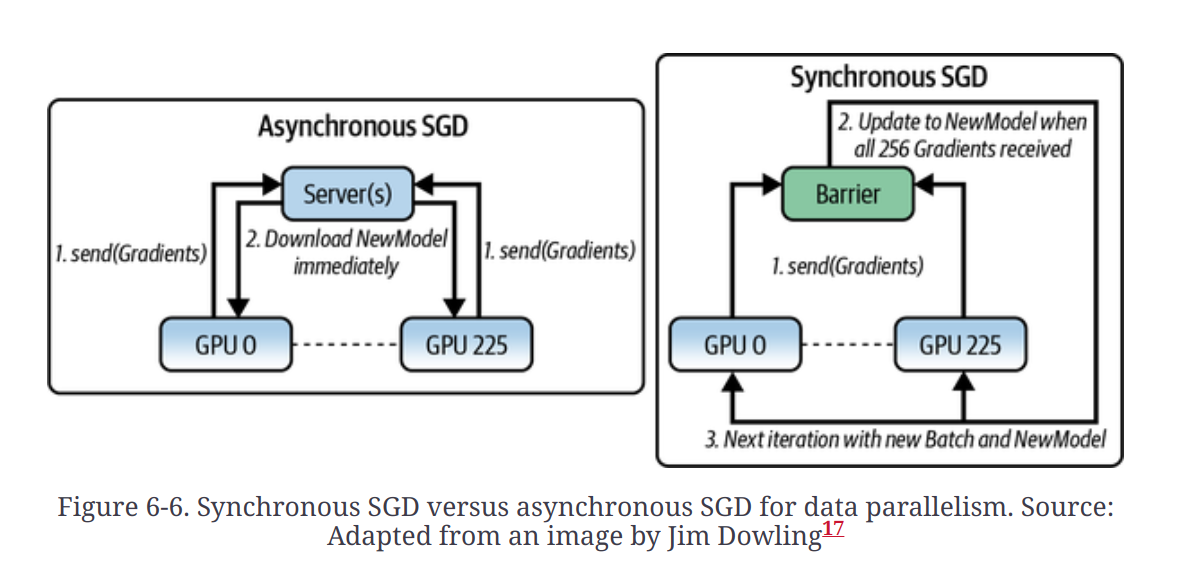 Asynchronous SGD
Server(s)
1. send(Gradients)
2. Download NewModel
immediately
1. send(Gradients)
GPU 0
GPU 225
Synchronous SGD
2. Update to NewModel when
all 256 Gradients received
Barrier
1. send(Gradients)
GPU 0
GPU 225
3. Next iteration with new Batch and NewModel
Figure 6-6. Synchronous SGD versus asynchronous SGD for data parallelism. Source:
Adapted from an image by Jim Dowling17